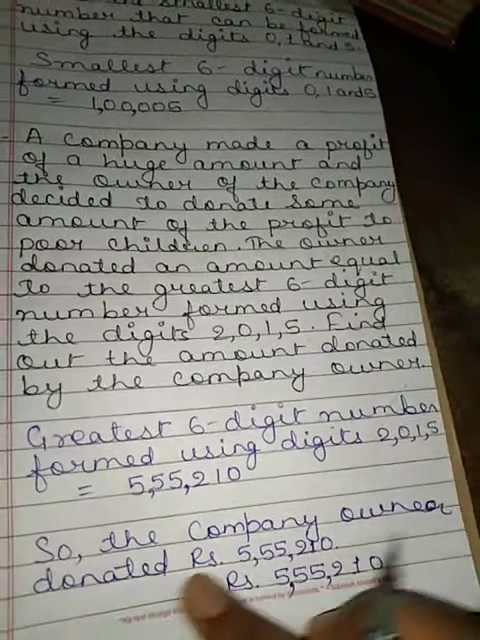 smallest 6-digit
number that can be formed
using the digits 0, 1 and 5.
Smallest 6-digit number
formed using digits 0, 1 and 5
= 1,00,005
- A company made a profit
of a huge amount and
the owner of the company
decided to donate some
amount of the profit to
poor children. The owner
donated an amount equal
to the greatest 6-digit
number formed using
the digits 2,0,1,5. Find
out the amount donated
by the company owner.
Greatest 6-digit number
formed using digits 2,0,1,5
= 5,55,210
So, the company owner
donated Rs. 5,55,210.
Rs. 5,55,210